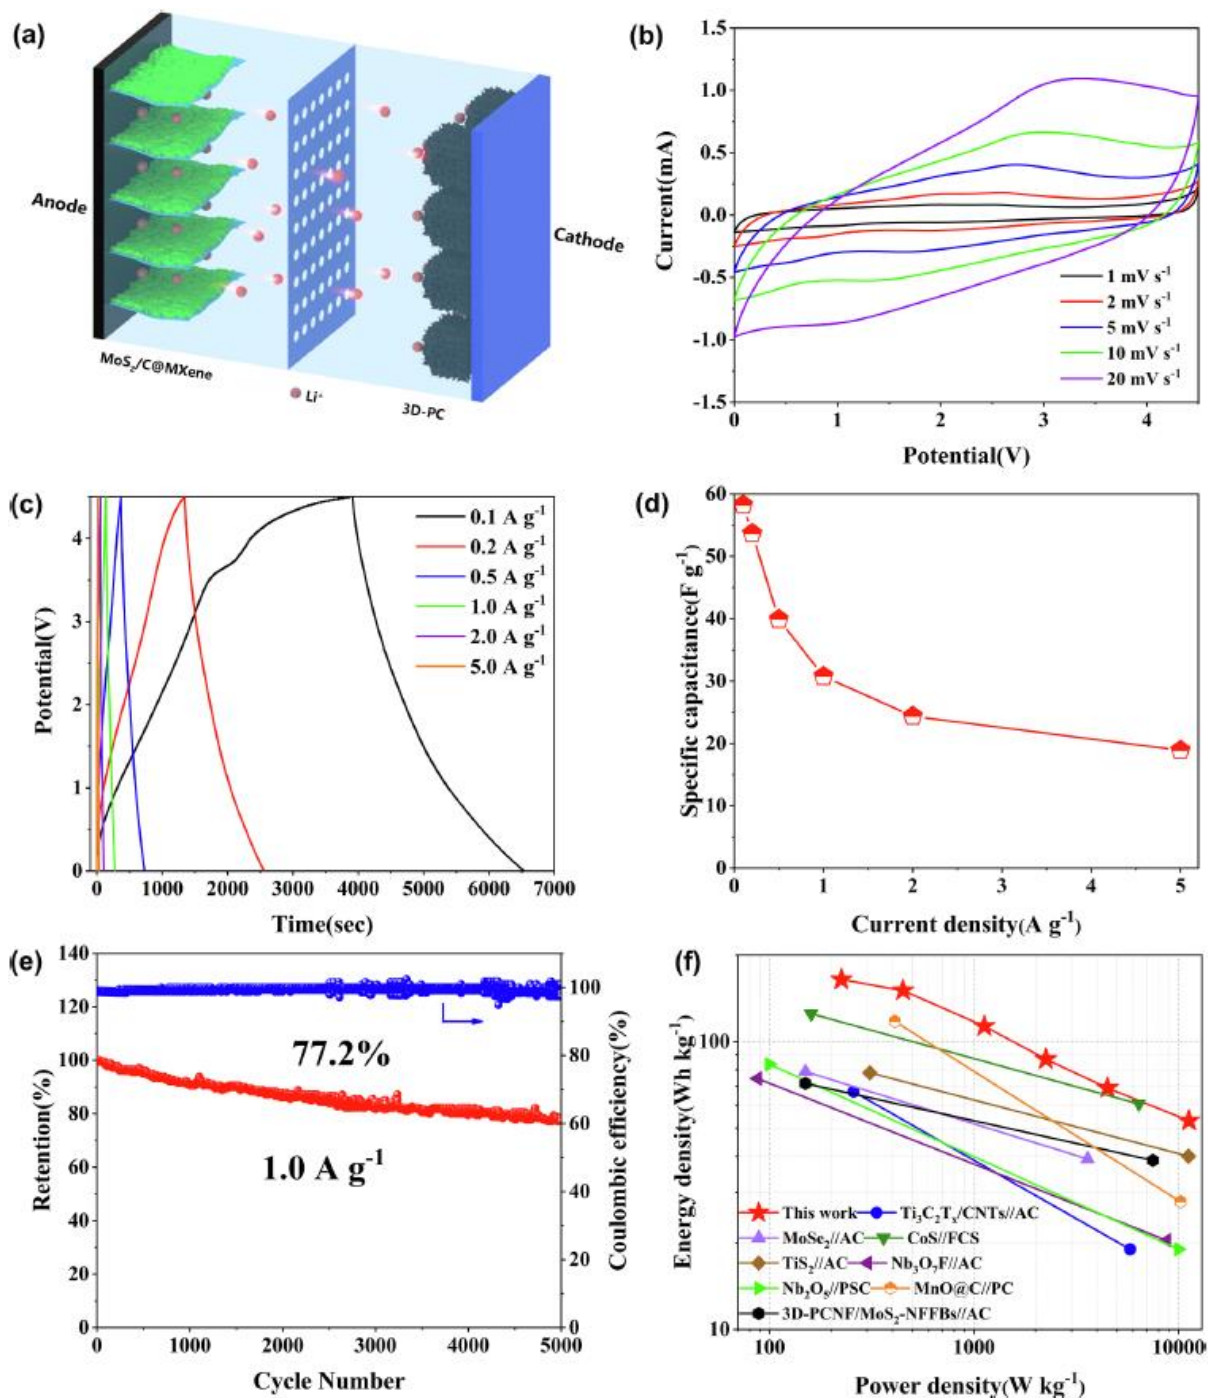 (a)
Anode
Cathode
MoS₂/C@MXene
Li⁺
3D-PC
(b)
Current(mA)
1.5
1.0
0.5
0.0
-0.5
-1.0
-1.5
1 mV s⁻¹
2 mV s⁻¹
5 mV s⁻¹
10 mV s⁻¹
20 mV s⁻¹
0 1 2 3 4
Potential(V)
(c)
Potential(V)
4
3
2
1
0
0.1 A g⁻¹
0.2 A g⁻¹
0.5 A g⁻¹
1.0 A g⁻¹
2.0 A g⁻¹
5.0 A g⁻¹
0 1000 2000 3000 4000 5000 6000 7000
Time(sec)
(d)
Specific capacitance(F g⁻¹)
60
50
40
30
20
10
0
0 1 2 3 4 5
Current density(A g⁻¹)
(e)
Retention(%)
140
120
100
80
60
40
20
0
77.2%
1.0 A g⁻¹
Coulombic efficiency(%)
100
80
60
40
20
0
0 1000 2000 3000 4000 5000
Cycle Number
(f)
Energy density(Wh kg⁻¹)
100
10
This work Ti₃C₂Tₓ/CNTs//AC
MoSe₂//AC CoS//FCS
TiS₂//AC Nb₃O₇F//AC
Nb₂O₅//PSC MnO@C//PC
3D-PCNF/MoS₂-NFFBs//AC
100 1000 10000
Power density(W kg⁻¹)